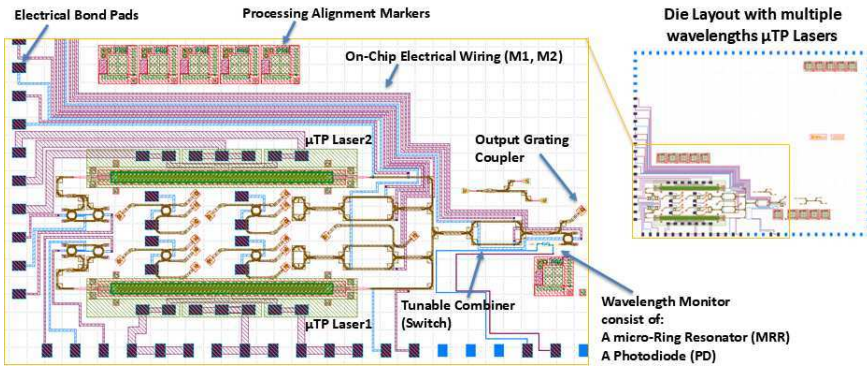 Electrical Bond Pads
Processing Alignment Markers
Die Layout with multiple
wavelengths µTP Lasers
On-Chip Electrical Wiring (M1, M2)
µTP Laser2
Output Grating
Coupler
Tunable Combiner
(Switch)
µTP Laser1
Wavelength Monitor
consist of:
A micro-Ring Resonator (MRR)
A Photodiode (PD)